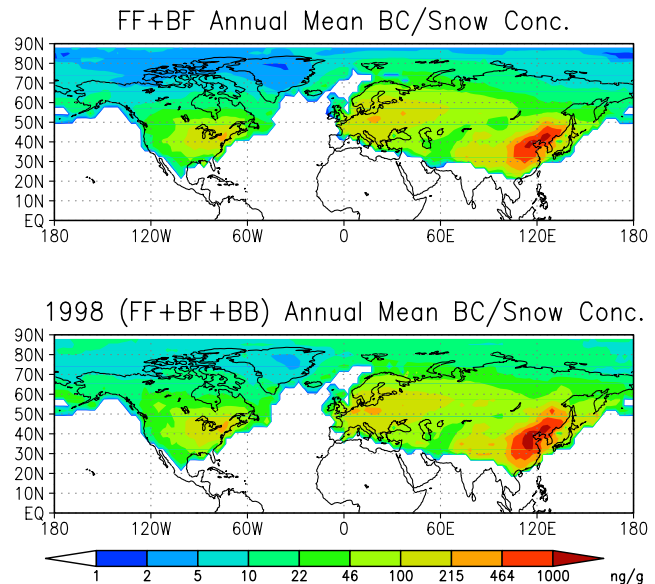 FF+BF Annual Mean BC/Snow Conc.
90N
80N
70N
60N
50N
40N
30N
20N
10N
EQ
180 120W 60W 0 60E 120E 180
1998 (FF+BF+BB) Annual Mean BC/Snow Conc.
90N
80N
70N
60N
50N
40N
30N
20N
10N
EQ
180 120W 60W 0 60E 120E 180
1 2 5 10 22 46 100 215 464 1000 ng/g